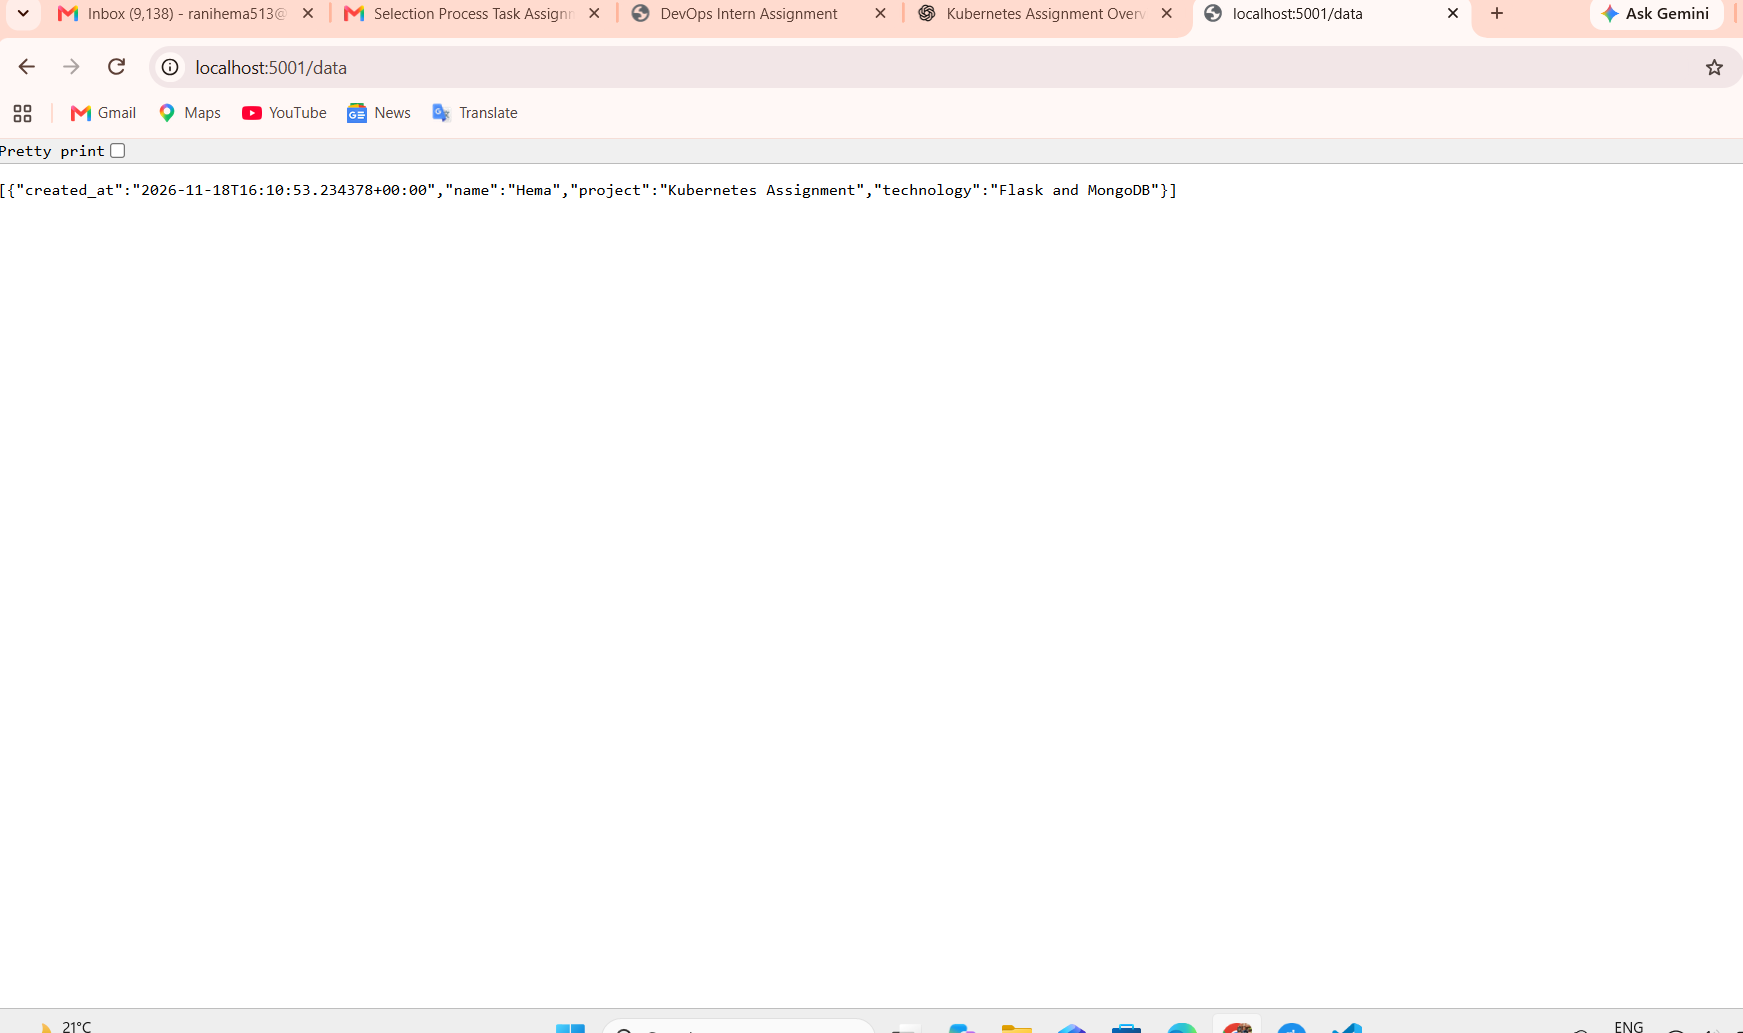 Inbox (9,138) - ranihema513@
Selection Process Task Assignm
DevOps Intern Assignment
Kubernetes Assignment Overv
localhost:5001/data
Ask Gemini
localhost:5001/data
Gmail
Maps
YouTube
News
Translate
Pretty print
[{"created_at":"2026-11-18T16:10:53.234378+00:00","name":"Hema","project":"Kubernetes Assignment","technology":"Flask and MongoDB"}]
21°C
ENG